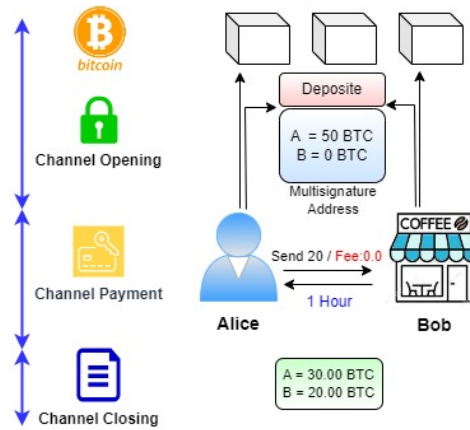 bitcoin
Channel Opening
Deposite
A = 50 BTC
B = 0 BTC
Multisignature
Address
COFFEE
Send 20 / Fee:0.0
1 Hour
Channel Payment
Alice
Bob
A = 30.00 BTC
B = 20.00 BTC
Channel Closing